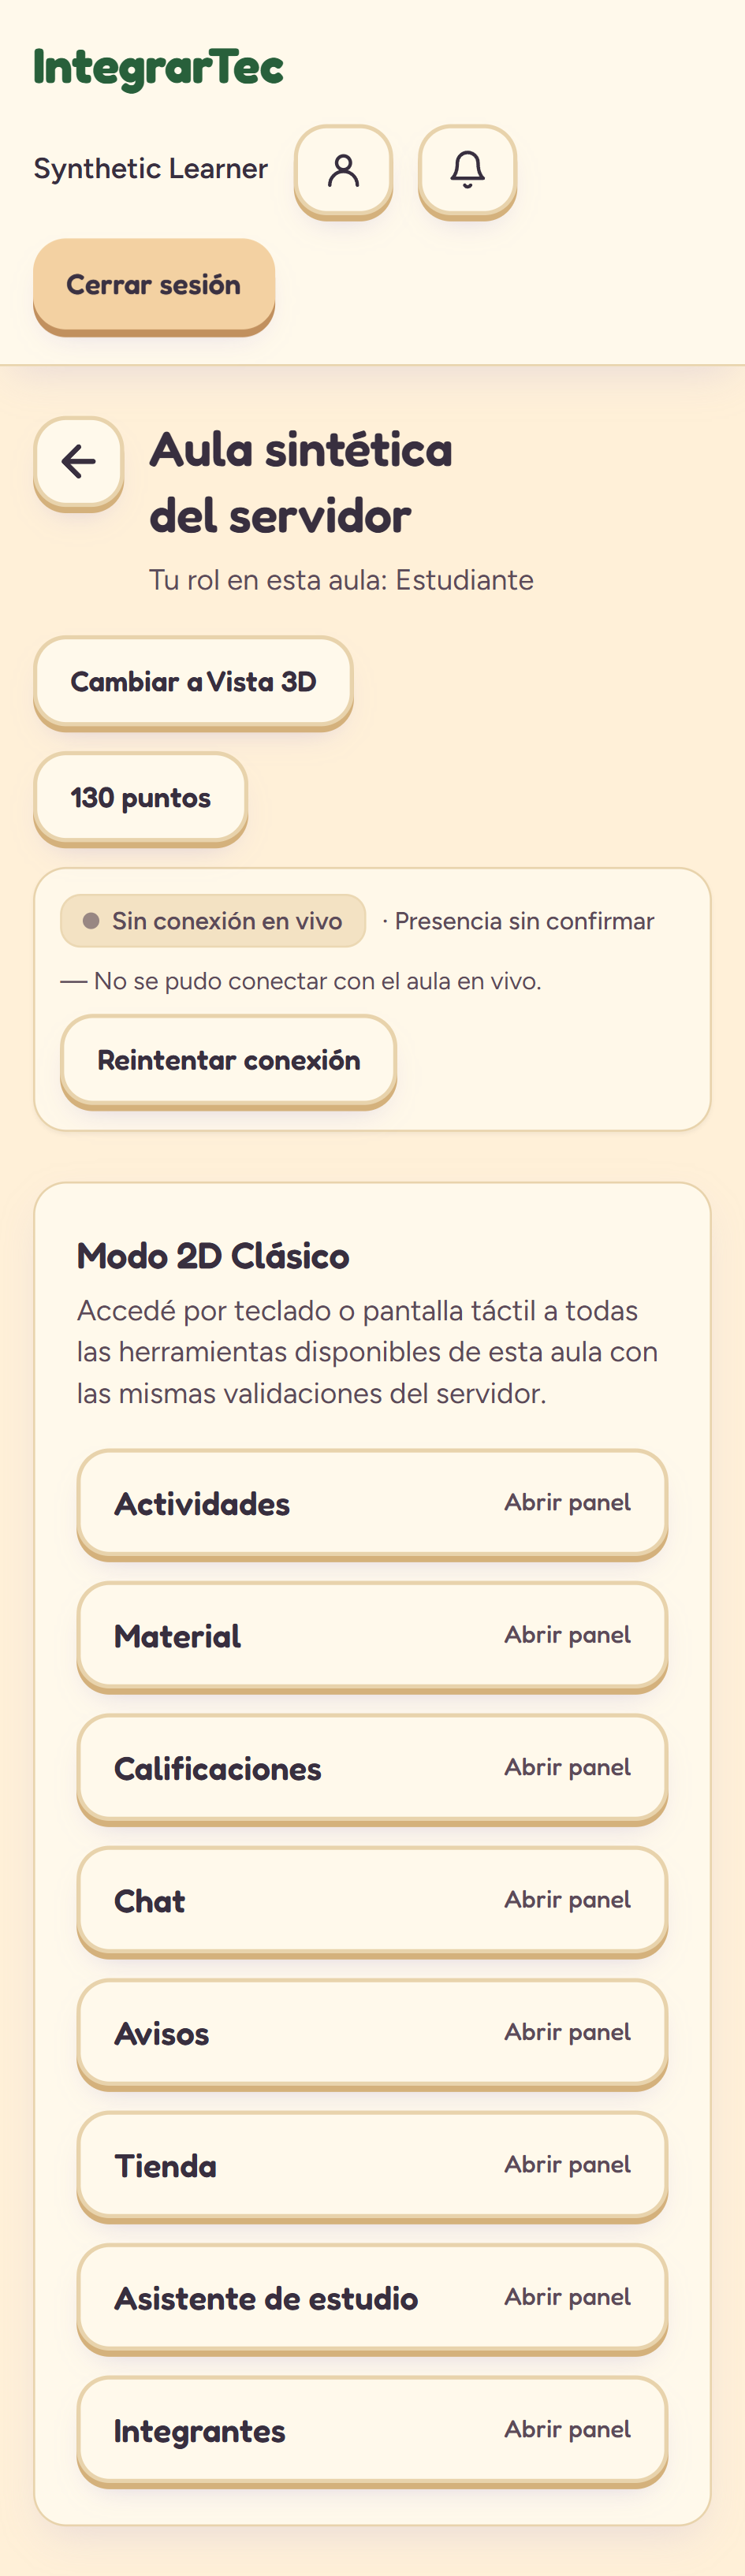 IntegrarTec
Synthetic Learner
Cerrar sesión
Aula sintética
del servidor
Tu rol en esta aula: Estudiante
Cambiar a Vista 3D
130 puntos
Sin conexión en vivo · Presencia sin confirmar
— No se pudo conectar con el aula en vivo.
Reintentar conexión
Modo 2D Clásico
Accedé por teclado o pantalla táctil a todas
las herramientas disponibles de esta aula con
las mismas validaciones del servidor.
Actividades Abrir panel
Material Abrir panel
Calificaciones Abrir panel
Chat Abrir panel
Avisos Abrir panel
Tienda Abrir panel
Asistente de estudio Abrir panel
Integrantes Abrir panel